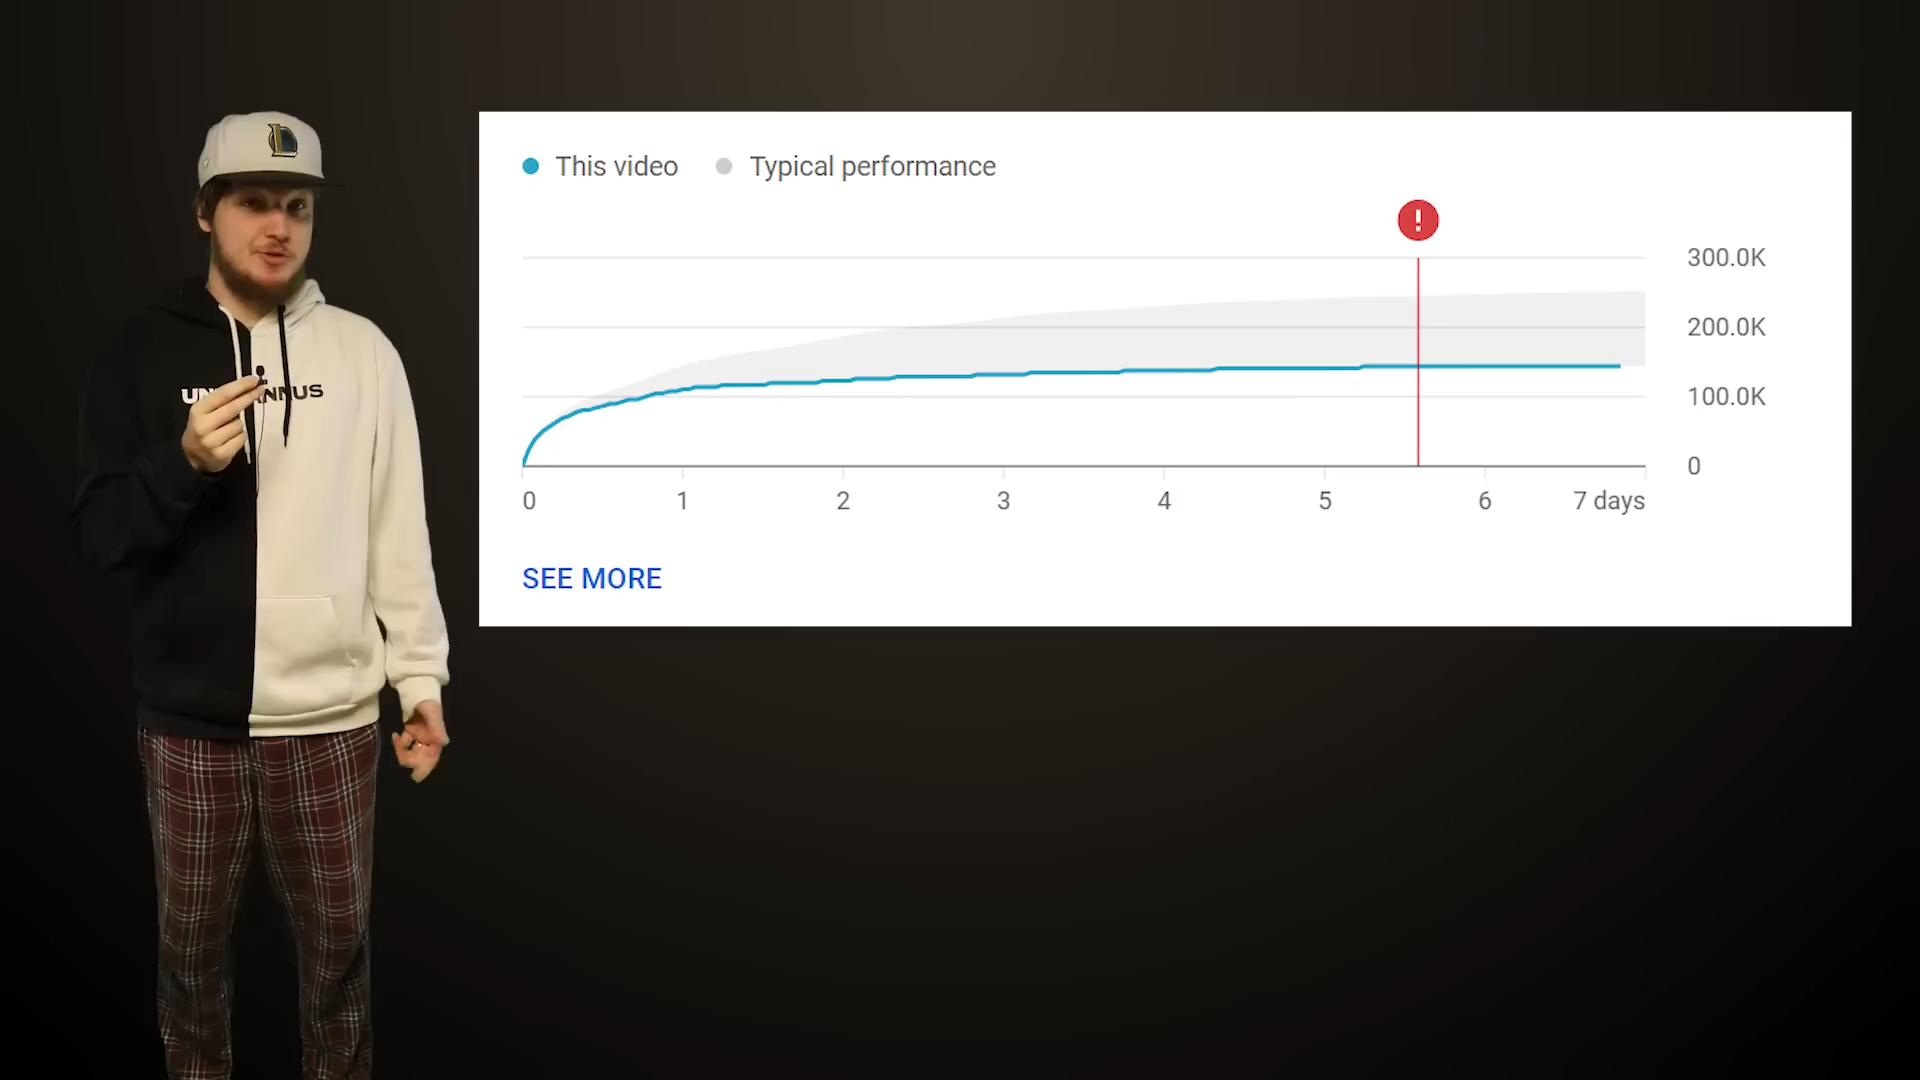 This video
Typical performance
!
300.0K
200.0K
100.0K
0
0 1 2 3 4 5 6 7 days
SEE MORE
L